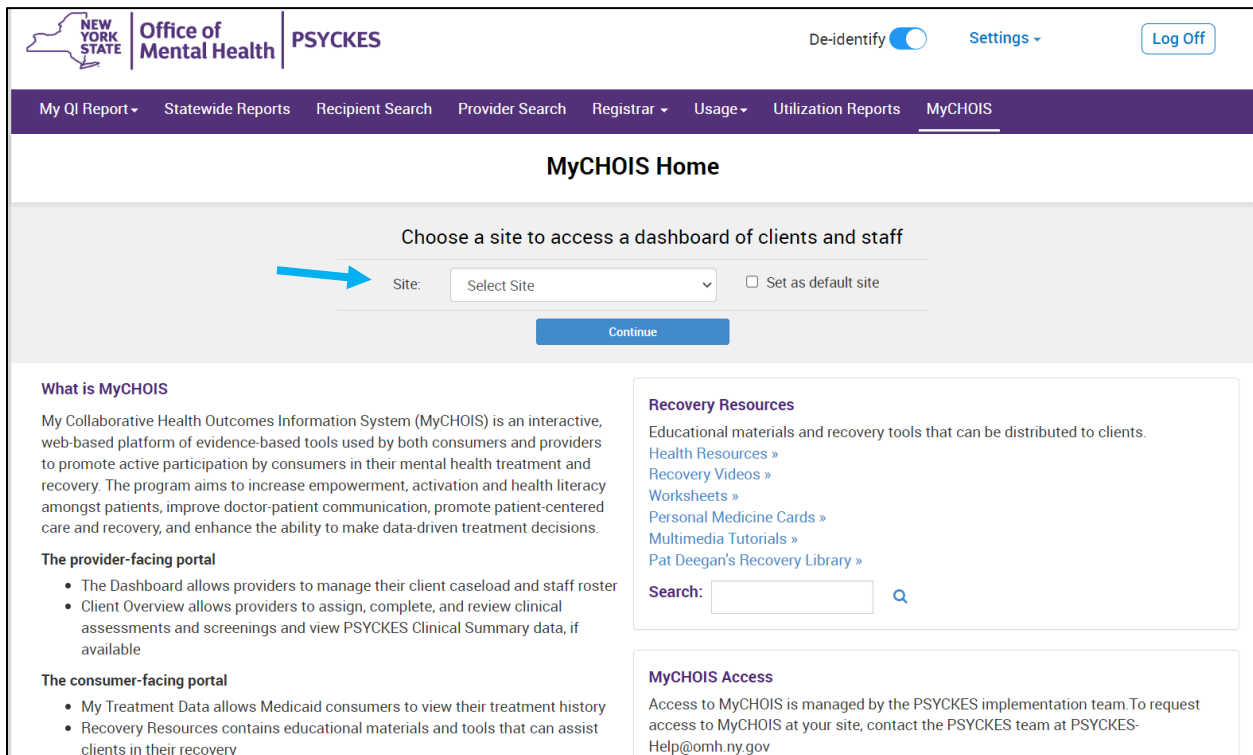 NEW
YORK
STATE
Office of
Mental Health
PSYCKES
De-identify
Settings
Log Off
My QI Report
Statewide Reports
Recipient Search
Provider Search
Registrar
Usage
Utilization Reports
MyCHOIS
MyCHOIS Home
Choose a site to access a dashboard of clients and staff
Site:
Select Site
Set as default site
Continue
What is MyCHOIS
My Collaborative Health Outcomes Information System (MyCHOIS) is an interactive,
web-based platform of evidence-based tools used by both consumers and providers
to promote active participation by consumers in their mental health treatment and
recovery. The program aims to increase empowerment, activation and health literacy
amongst patients, improve doctor-patient communication, promote patient-centered
care and recovery, and enhance the ability to make data-driven treatment decisions.
The provider-facing portal
• The Dashboard allows providers to manage their client caseload and staff roster
• Client Overview allows providers to assign, complete, and review clinical
assessments and screenings and view PSYCKES Clinical Summary data, if
available
The consumer-facing portal
• My Treatment Data allows Medicaid consumers to view their treatment history
• Recovery Resources contains educational materials and tools that can assist
clients in their recovery
Recovery Resources
Educational materials and recovery tools that can be distributed to clients.
Health Resources »
Recovery Videos »
Worksheets »
Personal Medicine Cards »
Multimedia Tutorials »
Pat Deegan's Recovery Library »
Search:
MyCHOIS Access
Access to MyCHOIS is managed by the PSYCKES implementation team.To request
access to MyCHOIS at your site, contact the PSYCKES team at PSYCKES-
Help@omh.ny.gov